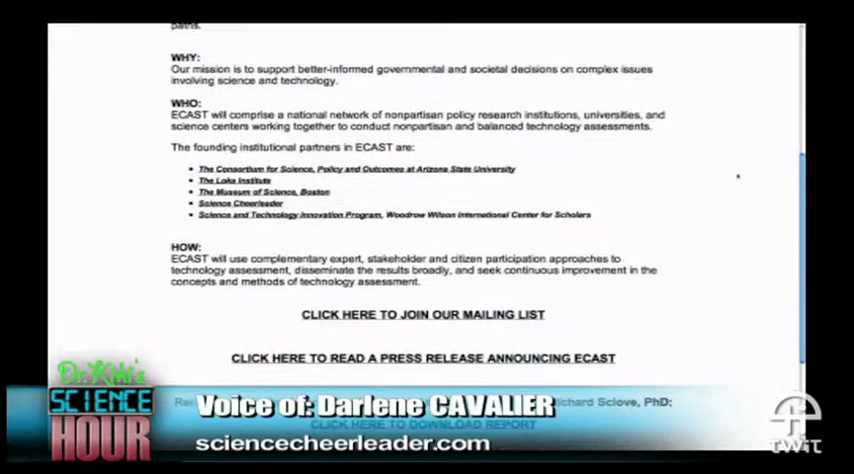 paths.
WHY:
Our mission is to support better-informed governmental and societal decisions on complex issues
involving science and technology.
WHO:
ECAST will comprise a national network of nonpartisan policy research institutions, universities, and
science centers working together to conduct nonpartisan and balanced technology assessments.
The founding institutional partners in ECAST are:
• The Consortium for Science, Policy and Outcomes at Arizona State University
• The Loka Institute
• The Museum of Science, Boston
• Science Cheerleader
• Science and Technology Innovation Program, Woodrow Wilson International Center for Scholars
HOW:
ECAST will use complementary expert, stakeholder and citizen participation approaches to
technology assessment, disseminate the results broadly, and seek continuous improvement in the
concepts and methods of technology assessment.
CLICK HERE TO JOIN OUR MAILING LIST
CLICK HERE TO READ A PRESS RELEASE ANNOUNCING ECAST
Richard Sclove, PhD:
CLICK HERE TO DOWNLOAD REPORT
Dr. Kiki's
SCIENCE
HOUR
Voice of: Darlene CAVALIER
sciencecheerleader.com
TWiT